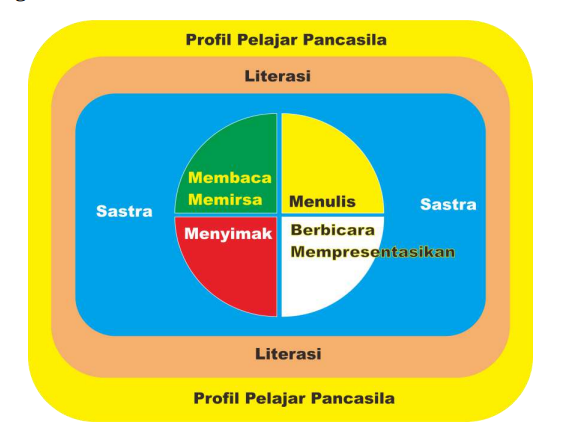 Profil Pelajar Pancasila
Literasi
Membaca
Memirsa
Menulis
Sastra
Sastra
Menyimak
Berbicara
Mempresentasikan
Literasi
Profil Pelajar Pancasila